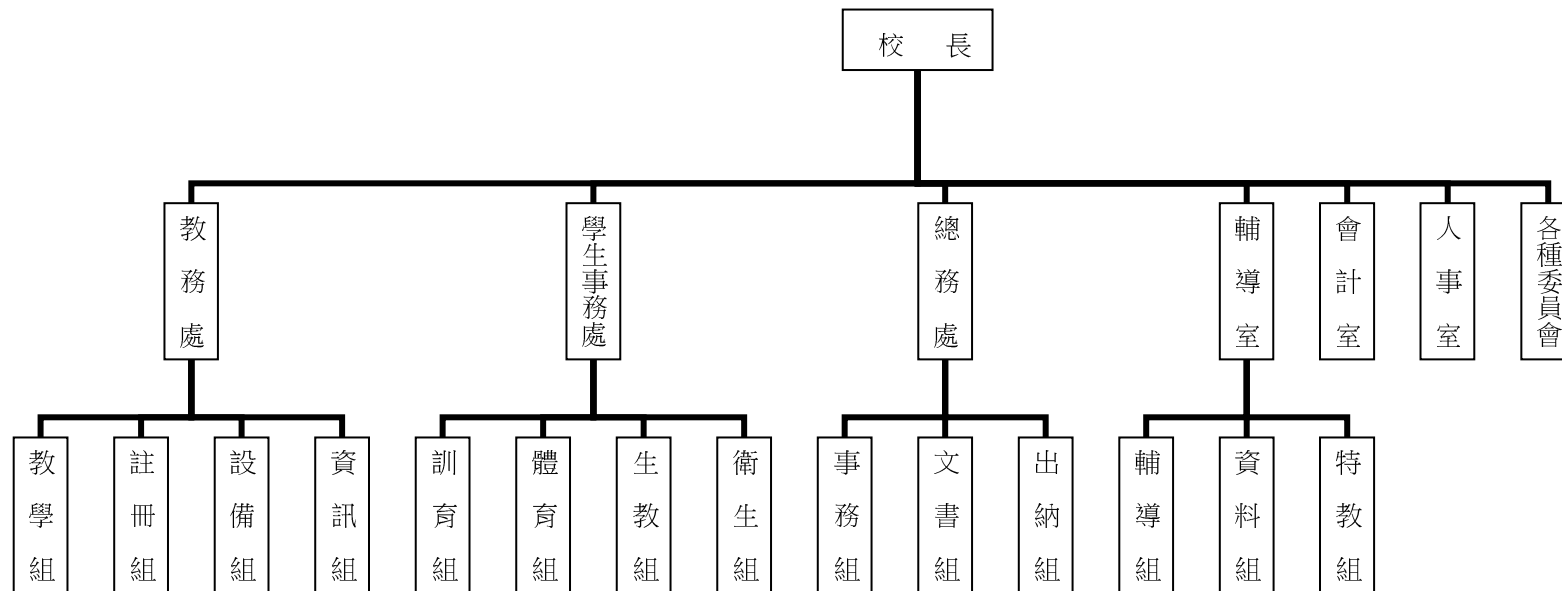 校長
教務處
學生事務處
總務處
輔導室
會計室
人事室
各種委員會
教學組
註冊組
設備組
資訊組
訓育組
體育組
生教組
衛生組
事務組
文書組
出納組
輔導組
資料組
特教組